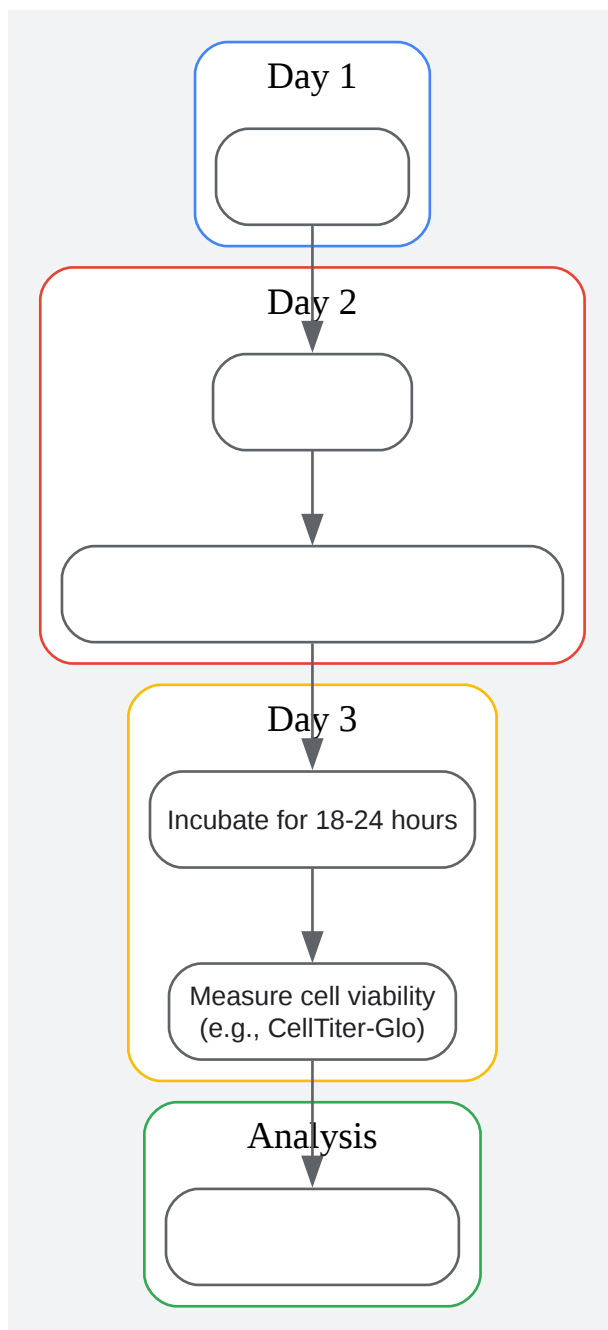 Day 1
Day 2
Day 3
Incubate for 18-24 hours
Measure cell viability
(e.g., CellTiter-Glo)
Analysis